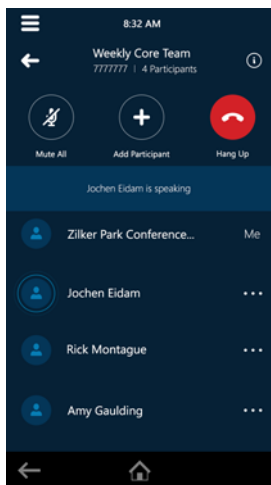 8:32 AM
Weekly Core Team
7777777 | 4 Participants
Mute All
Add Participant
Hang Up
Jochen Eidam is speaking
Zilker Park Conference... Me
Jochen Eidam
Rick Montague
Amy Gaulding